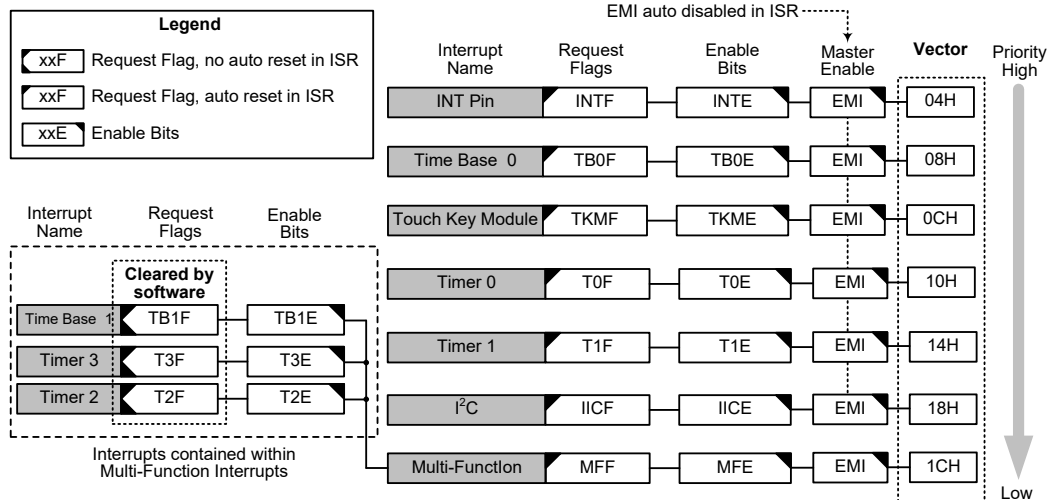 EMI auto disabled in ISR
Legend
xxF Request Flag, no auto reset in ISR
xxF Request Flag, auto reset in ISR
xxE Enable Bits
Interrupt Name
Request Flags
Enable Bits
Master Enable
Vector
Priority High
INT Pin INTF INTE EMI 04H
Time Base 0 TB0F TB0E EMI 08H
Touch Key Module TKMF TKME EMI 0CH
Timer 0 T0F T0E EMI 10H
Timer 1 T1F T1E EMI 14H
I²C IICF IICE EMI 18H
Multi-FunctIon MFF MFE EMI 1CH
Low
Interrupt Name
Request Flags
Enable Bits
Cleared by
software
Time Base 1 TB1F TB1E
Timer 3 T3F T3E
Timer 2 T2F T2E
Interrupts contained within
Multi-Function Interrupts